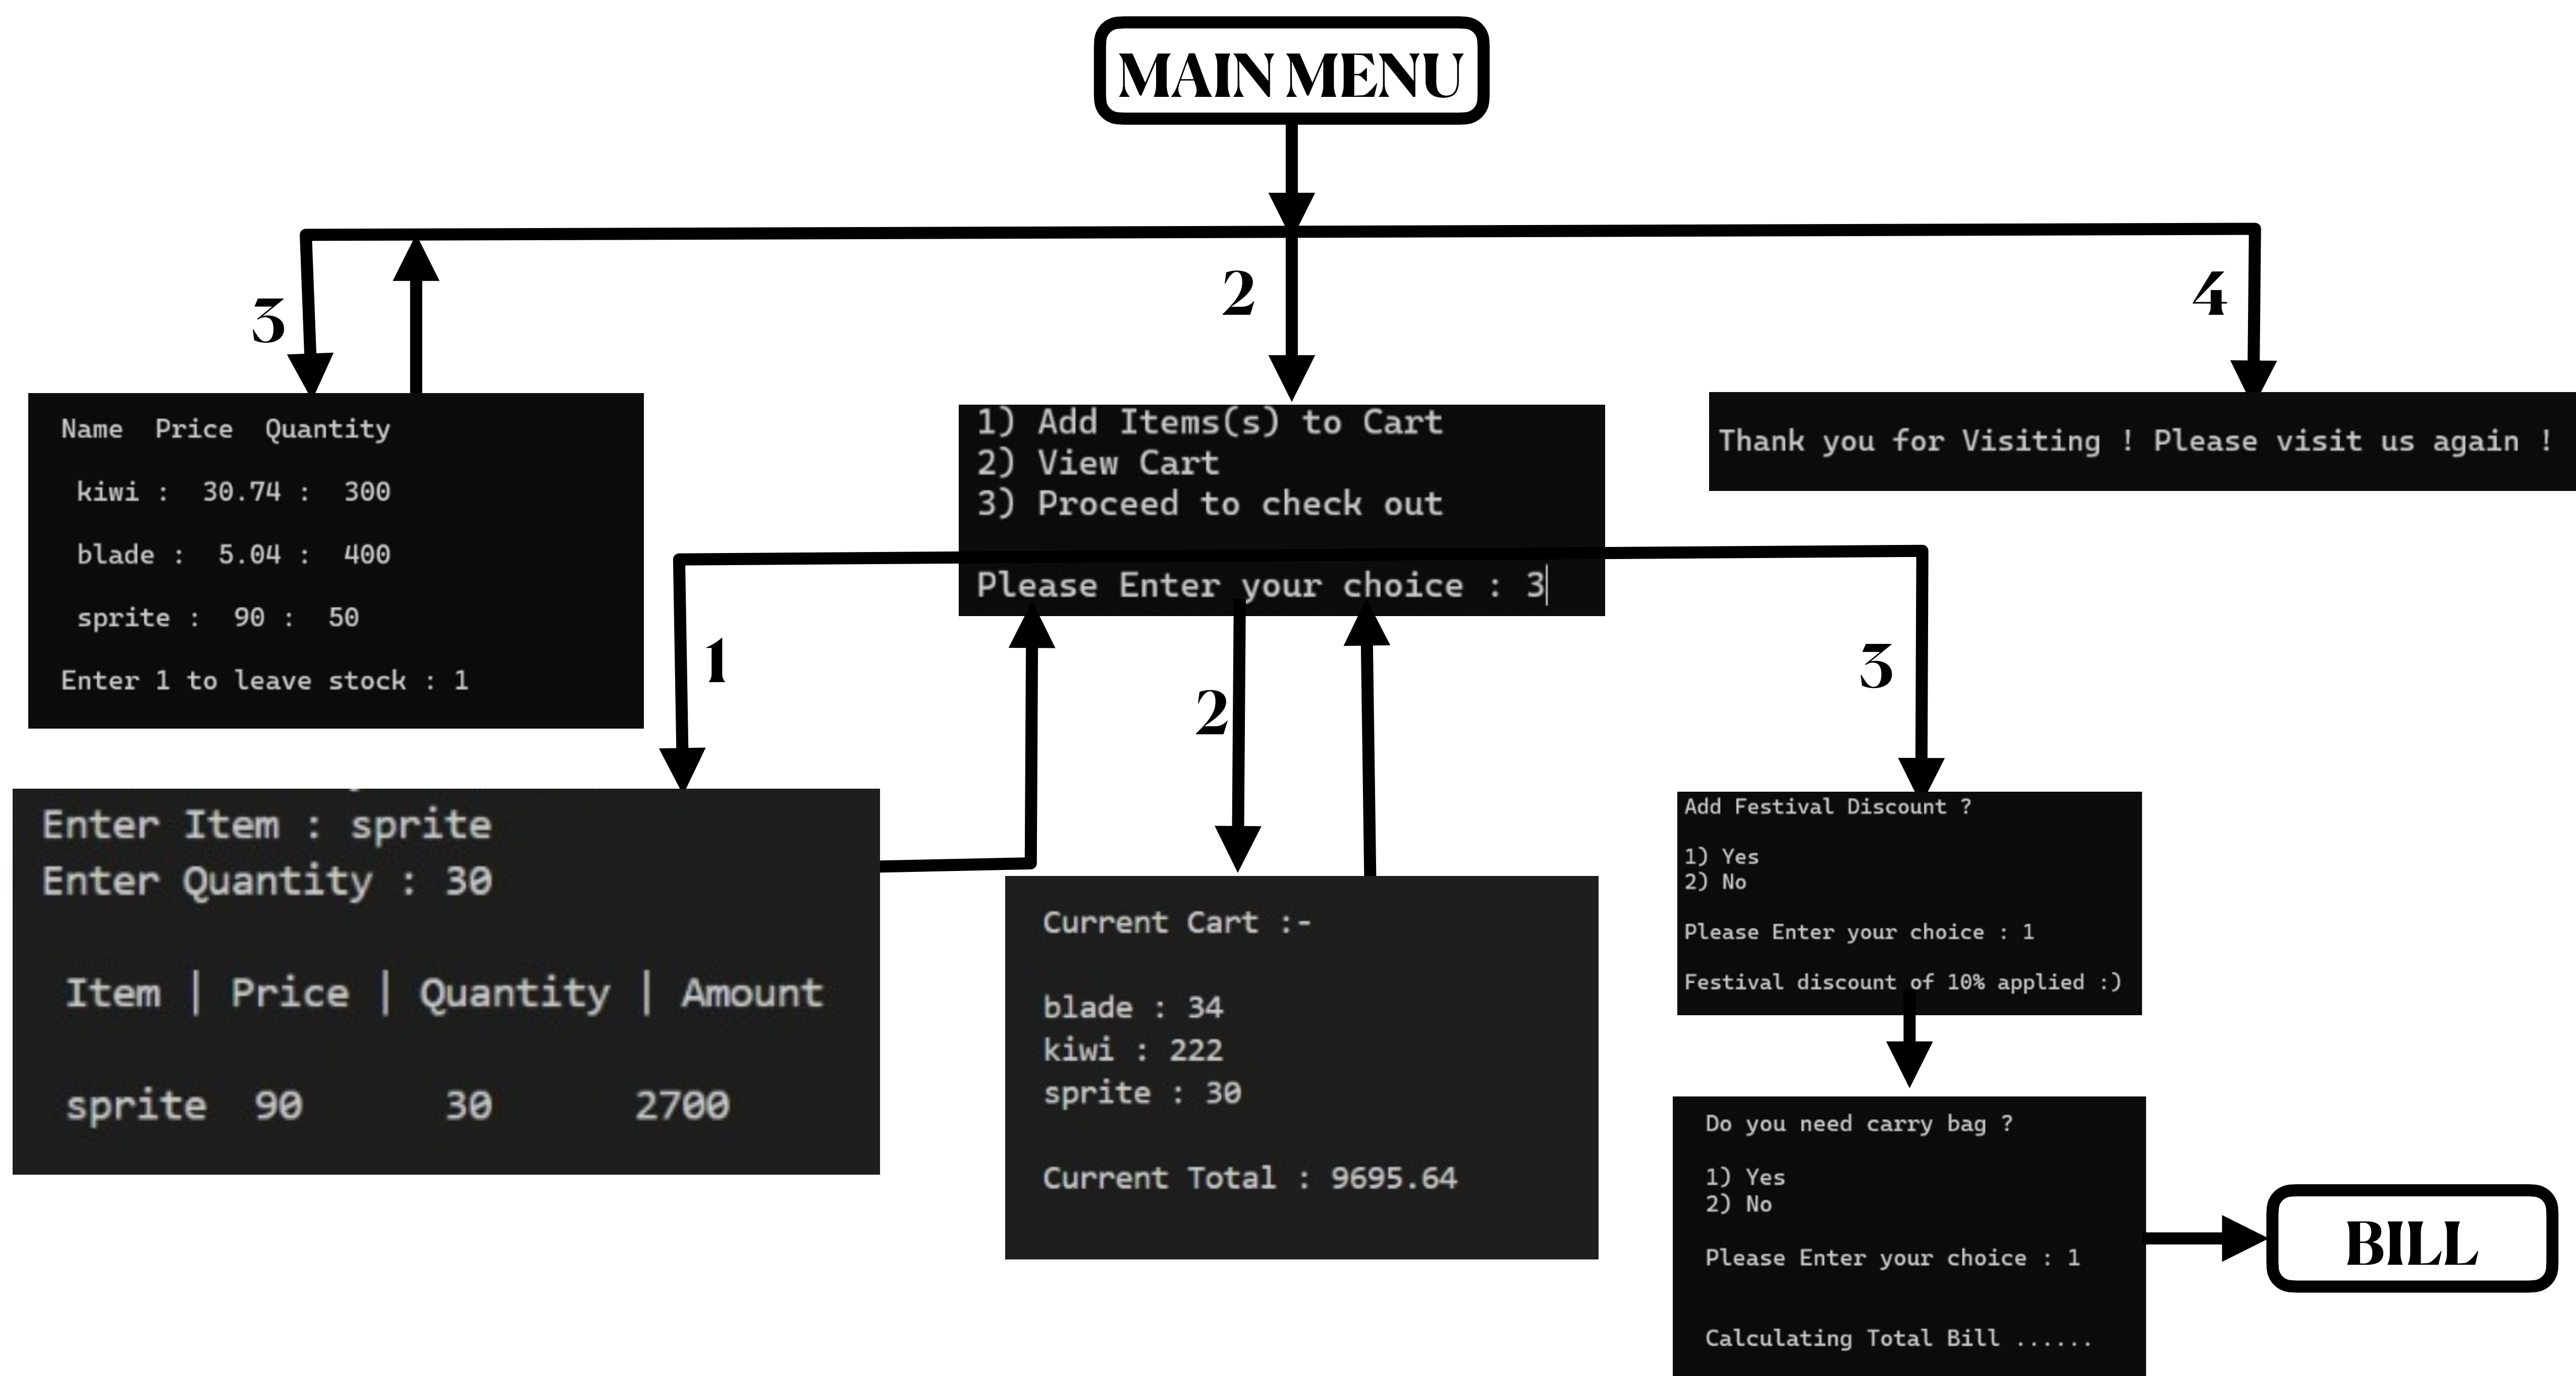 MAIN MENU
3
2
4
Name Price Quantity
kiwi : 30.74 : 300
blade : 5.04 : 400
sprite : 90 : 50
Enter 1 to leave stock : 1
1) Add Items(s) to Cart
2) View Cart
3) Proceed to check out
Please Enter your choice : 3
Thank you for Visiting ! Please visit us again !
1
2
3
Enter Item : sprite
Enter Quantity : 30
Item | Price | Quantity | Amount
sprite 90 30 2700
Current Cart :-
blade : 34
kiwi : 222
sprite : 30
Current Total : 9695.64
Add Festival Discount ?
1) Yes
2) No
Please Enter your choice : 1
Festival discount of 10% applied :)
Do you need carry bag ?
1) Yes
2) No
Please Enter your choice : 1
Calculating Total Bill ......
BILL